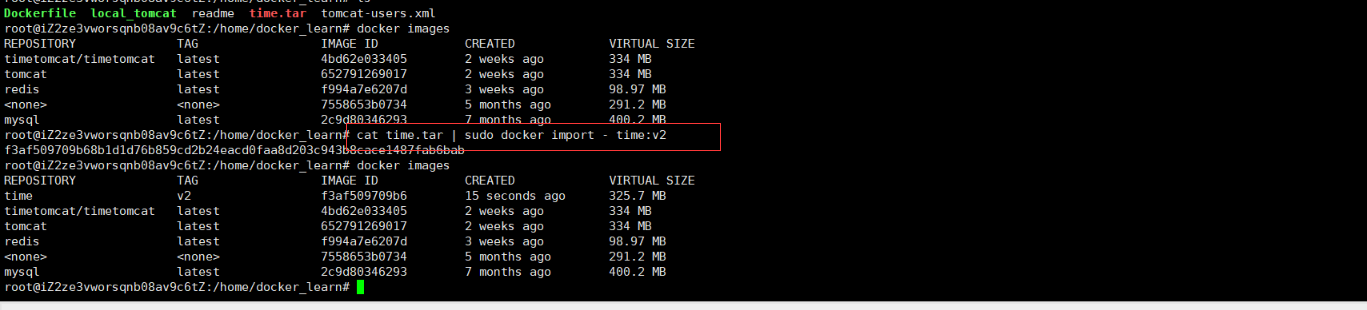 Dockerfile local_tomcat readme time.tar tomcat-users.xml
root@iZ2ze3vworsqnb08av9c6tZ:/home/docker_learn# docker images
REPOSITORY TAG IMAGE ID CREATED VIRTUAL SIZE
timetomcat/timetomcat latest 4bd62e033405 2 weeks ago 334 MB
tomcat latest 652791269017 2 weeks ago 334 MB
redis latest f994a7e6207d 3 weeks ago 98.97 MB
<none> <none> 7558653b0734 5 months ago 291.2 MB
mysql latest 2c9d80346293 7 months ago 400.2 MB
root@iZ2ze3vworsqnb08av9c6tZ:/home/docker_learn# cat time.tar | sudo docker import - time:v2
f3af509709b68b1d1d76b859cd2b24eacd0faa8d203c943b8cace1487fab6bab
root@iZ2ze3vworsqnb08av9c6tZ:/home/docker_learn# docker images
REPOSITORY TAG IMAGE ID CREATED VIRTUAL SIZE
time v2 f3af509709b6 15 seconds ago 325.7 MB
timetomcat/timetomcat latest 4bd62e033405 2 weeks ago 334 MB
tomcat latest 652791269017 2 weeks ago 334 MB
redis latest f994a7e6207d 3 weeks ago 98.97 MB
<none> <none> 7558653b0734 5 months ago 291.2 MB
mysql latest 2c9d80346293 7 months ago 400.2 MB
root@iZ2ze3vworsqnb08av9c6tZ:/home/docker_learn#